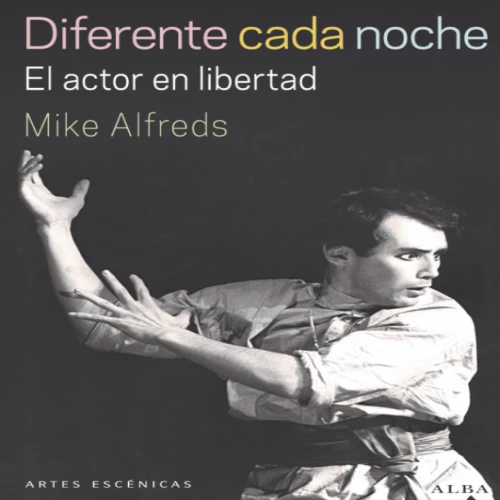 Diferente cada noche
El actor en libertad
Mike Alfreds
ARTES ESCÉNICAS
ALBA